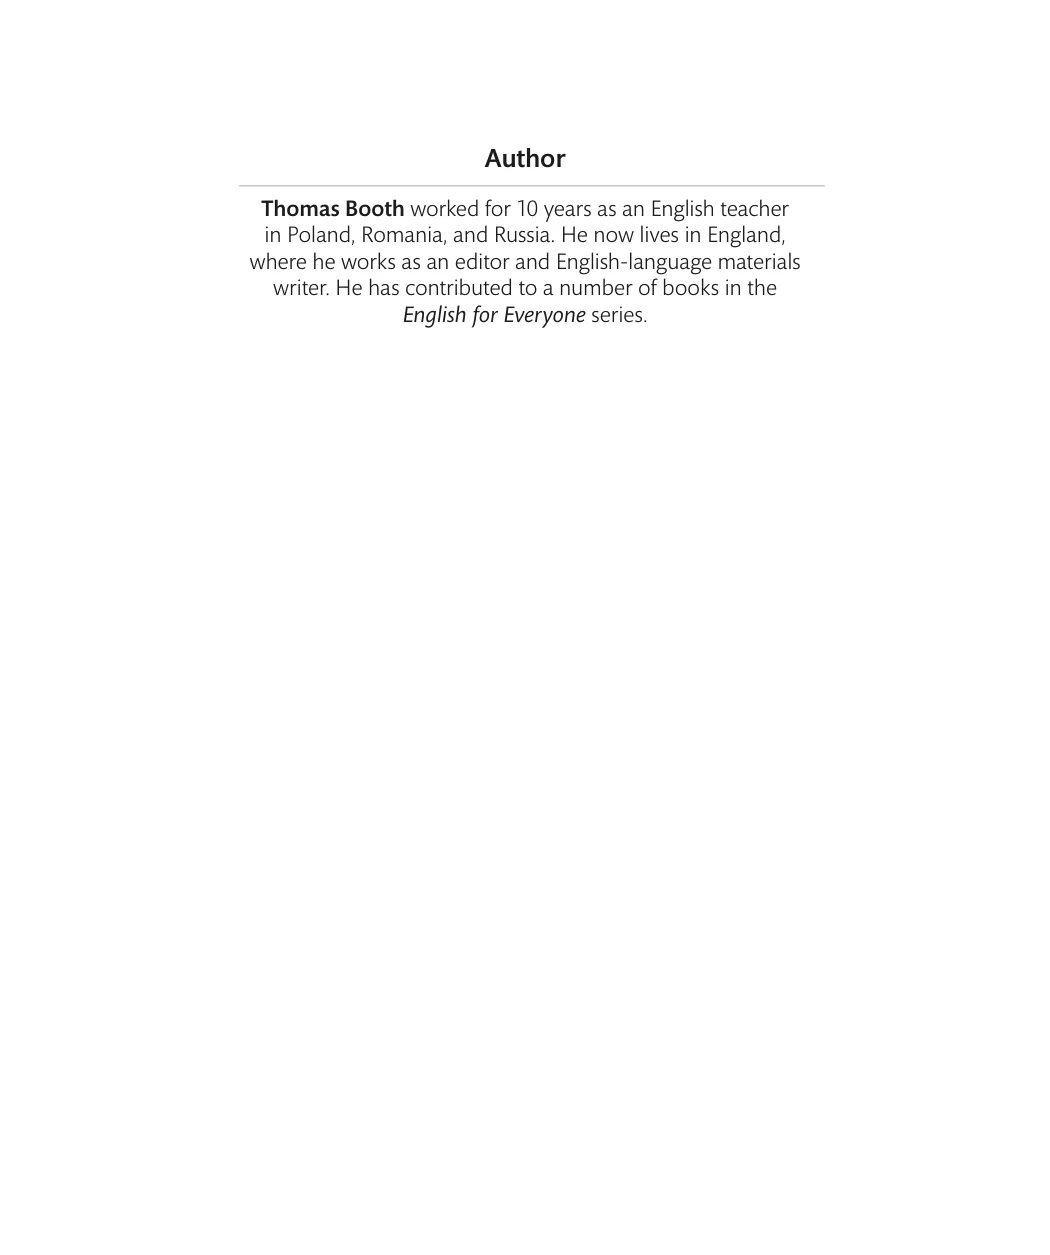 Author
Thomas Booth worked for 10 years as an English teacher
in Poland, Romania, and Russia. He now lives in England,
where he works as an editor and English-language materials
writer. He has contributed to a number of books in the
English for Everyone series.